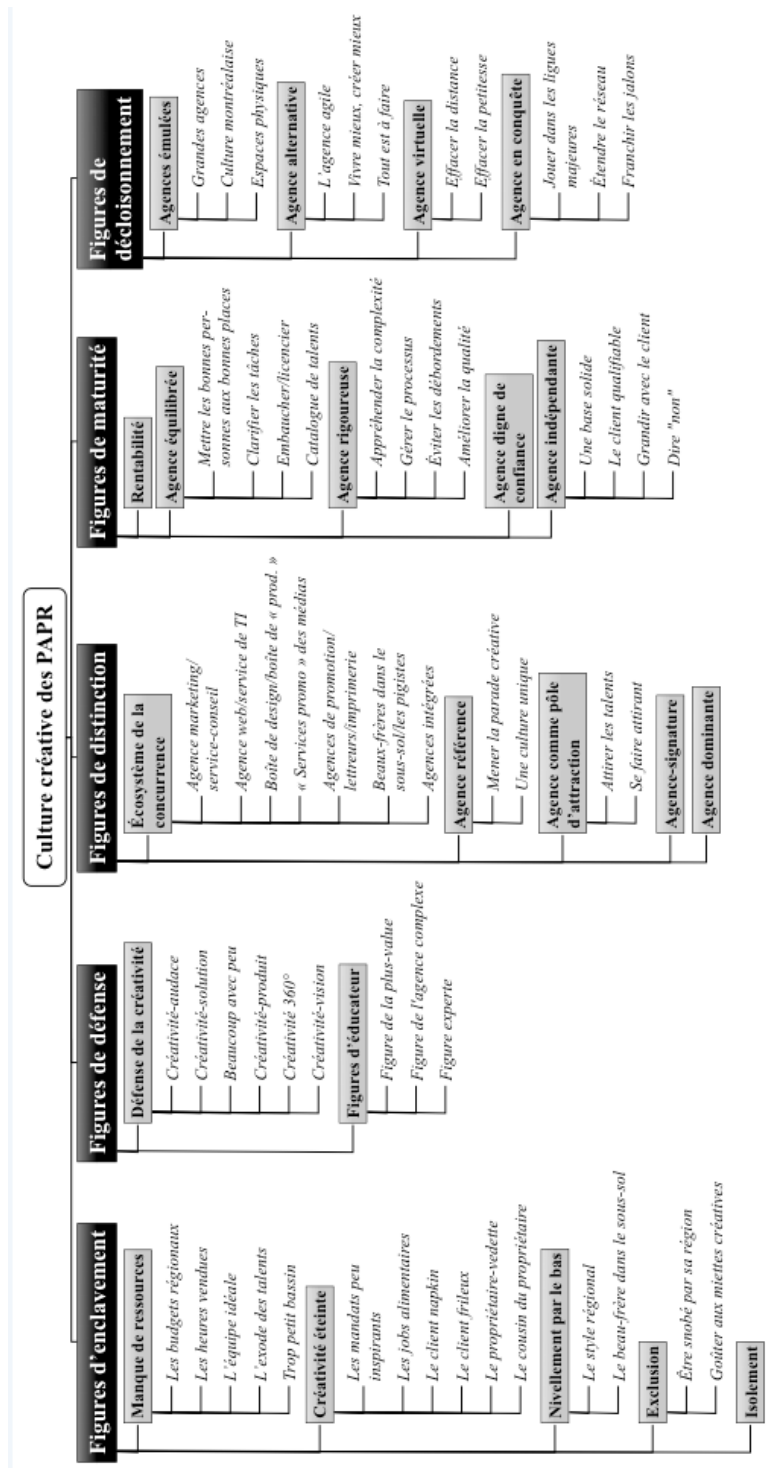 Culture créative des PAPR
Figures d'enclavement
Manque de ressources
Les budgets régionaux
Les heures vendues
L'équipe idéale
L'exode des talents
Trop petit bassin
Créativité éteinte
Les mandats peu
inspirants
Les jobs alimentaires
Le client napkin
Le client frileux
Le propriétaire-vedette
Le cousin du propriétaire
Nivellement par le bas
Le style régional
Le beau-frère dans le sous-sol
Exclusion
Être snobé par sa région
Goûter aux miettes créatives
Isolement
Figures de défense
Défense de la créativité
Créativité-audace
Créativité-solution
Beaucoup avec peu
Créativité-produit
Créativité 360°
Créativité-vision
Figures d'éducateur
Figure de la plus-value
Figure de l'agence complexe
Figure experte
Figures de distinction
Écosystème de la
concurrence
Agence marketing/
service-conseil
Agence web/service de TI
Boîte de design/boîte de « prod. »
« Services promo » des médias
Agences de promotion/
lettreurs/imprimerie
Beaux-frères dans le
sous-sol/les pigistes
Agences intégrées
Agence référence
Mener la parade créative
Une culture unique
Agence comme pôle
d'attraction
Attirer les talents
Se faire attirant
Agence-signature
Agence dominante
Figures de maturité
Rentabilité
Agence équilibrée
Mettre les bonnes per-
sonnes aux bonnes places
Clarifier les tâches
Embaucher/licencier
Catalogue de talents
Agence rigoureuse
Appréhender la complexité
Gérer le processus
Éviter les débordements
Améliorer la qualité
Agence digne de
confiance
Agence indépendante
Une base solide
Le client qualifiable
Grandir avec le client
Dire "non"
Figures de
décloisonnement
Agences émulées
Grandes agences
Culture montréalaise
Espaces physiques
Agence alternative
L'agence agile
Vivre mieux, créer mieux
Tout est à faire
Agence virtuelle
Effacer la distance
Effacer la petitesse
Agence en conquête
Jouer dans les ligues
majeures
Étendre le réseau
Franchir les jalons